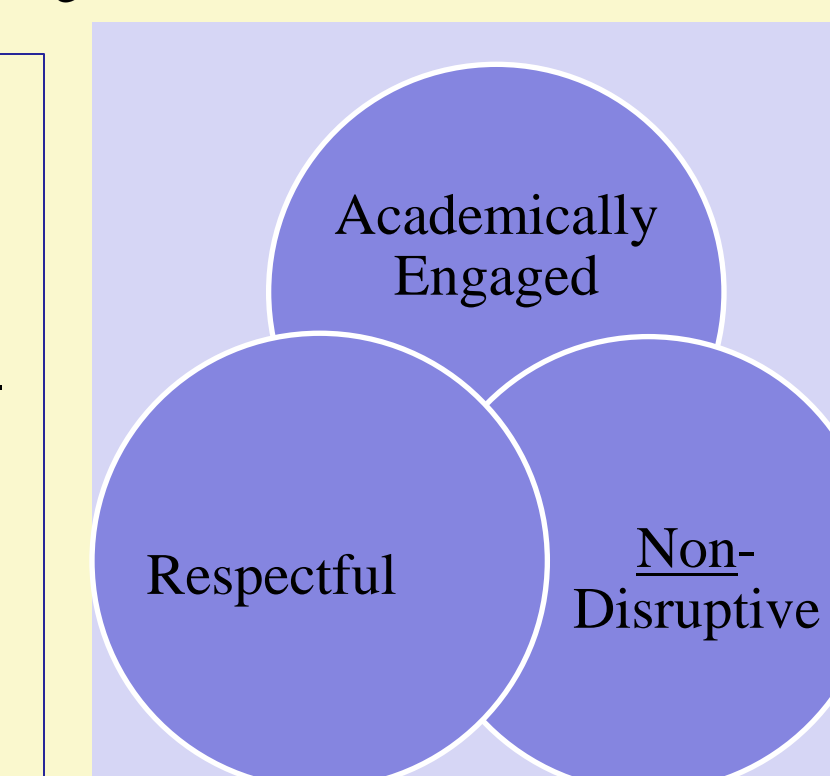 Academically
Engaged
Respectful
Non-
Disruptive